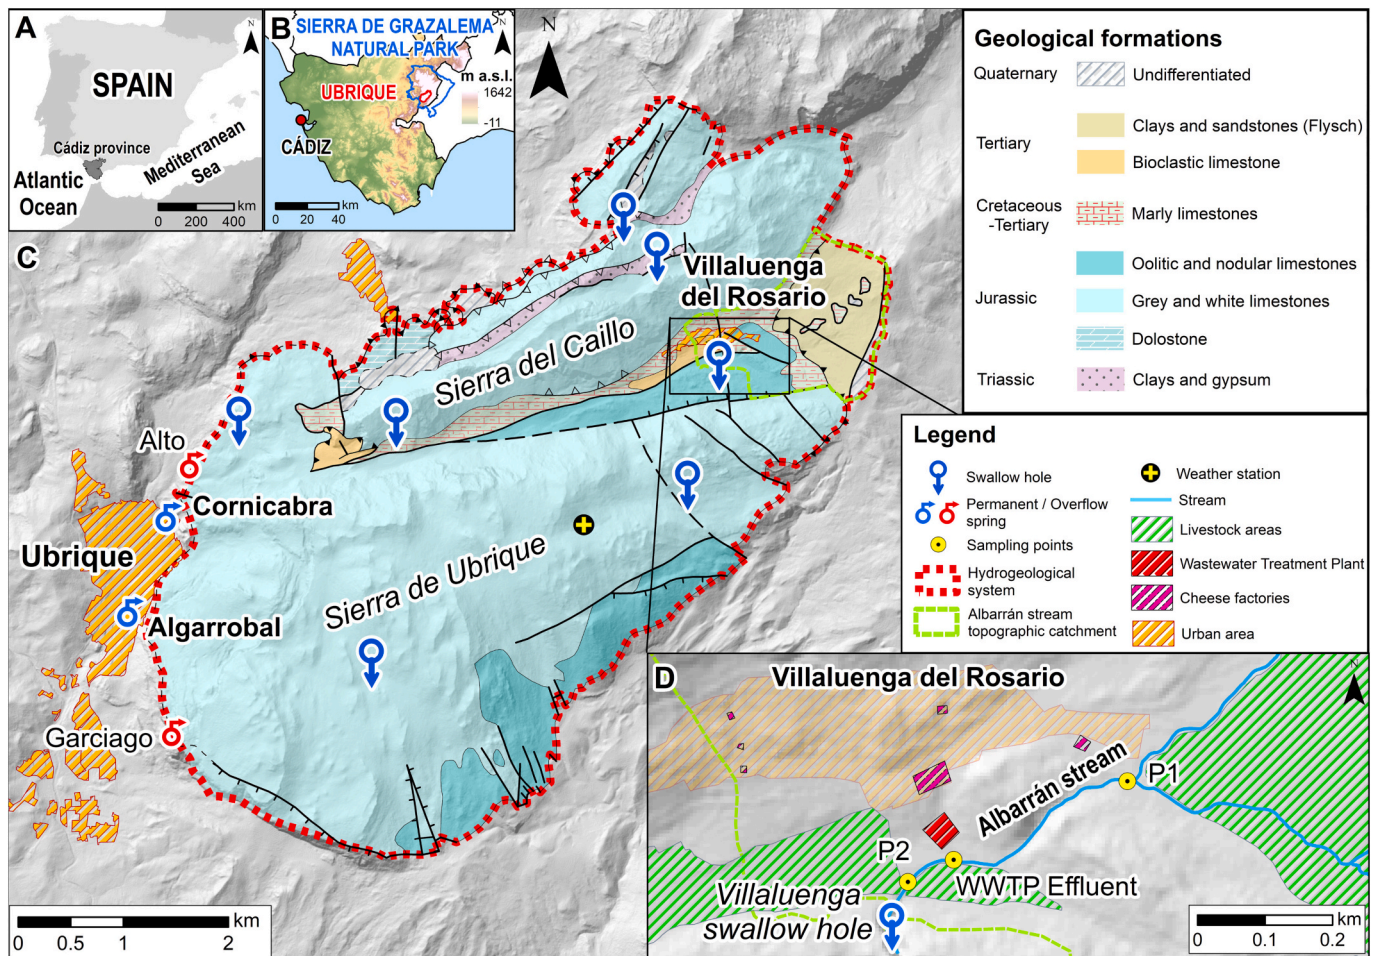 A
N
SPAIN
Cádiz province
Mediterranean
Sea
Atlantic
Ocean
km
0 200 400
B
SIERRA DE GRAZALEMA
NATURAL PARK
N
m a.s.l.
1642
-11
UBRIQUE
CÁDIZ
km
0 20 40
N
C
Villaluenga
del Rosario
Sierra del Caillo
Alto
Cornicabra
Ubrique
Sierra de Ubrique
Algarrobal
Garciago
km
0 0.5 1 2
Geological formations
Quaternary
Undifferentiated
Tertiary
Clays and sandstones (Flysch)
Bioclastic limestone
Cretaceous
-Tertiary
Marly limestones
Jurassic
Oolitic and nodular limestones
Grey and white limestones
Dolostone
Triassic
Clays and gypsum
Legend
Swallow hole
Permanent / Overflow
spring
Sampling points
Hydrogeological
system
Albarrán stream
topographic catchment
Weather station
Stream
Livestock areas
Wastewater Treatment Plant
Cheese factories
Urban area
D
Villaluenga del Rosario
N
Albarrán stream
P1
P2
WWTP Effluent
Villaluenga
swallow hole
km
0 0.1 0.2